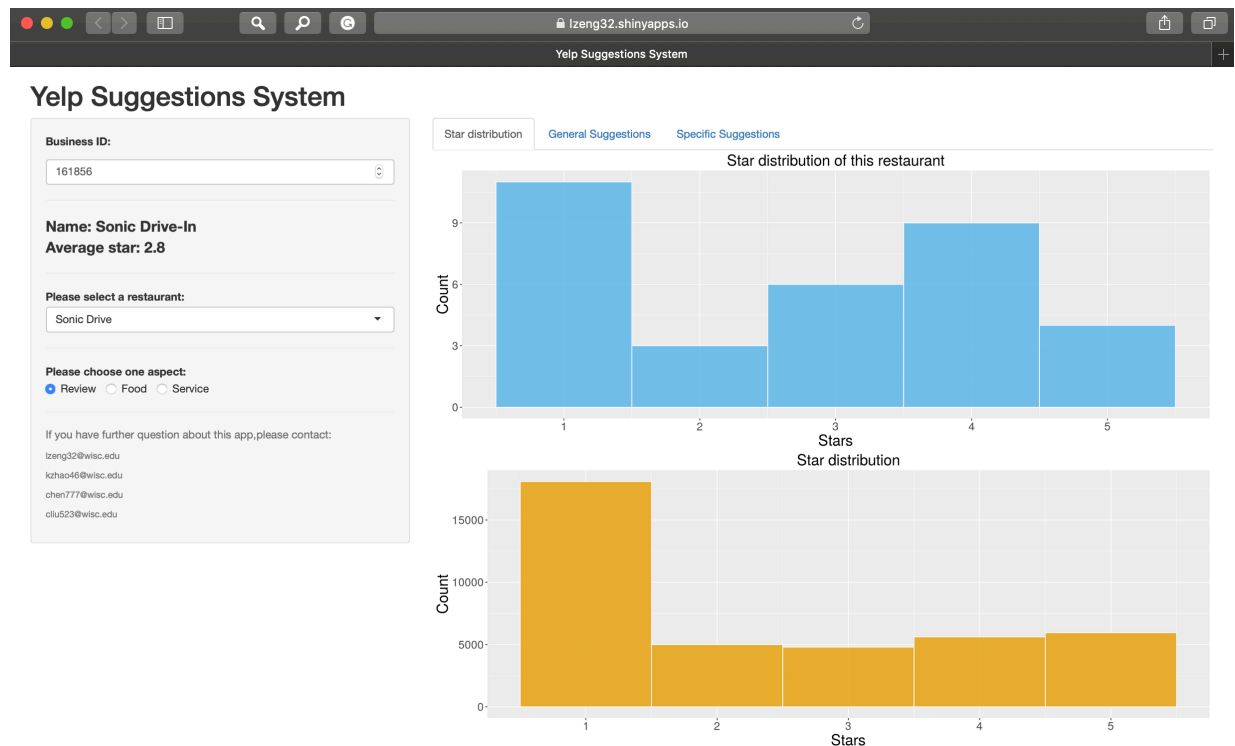 lzeng32.shinyapps.io
Yelp Suggestions System
+
Yelp Suggestions System
Business ID:
161856
Name: Sonic Drive-In
Average star: 2.8
Please select a restaurant:
Sonic Drive
Please choose one aspect:
Review Food Service
If you have further question about this app,please contact:
lzeng32@wisc.edu
kzhao46@wisc.edu
chen777@wisc.edu
cliu523@wisc.edu
Star distribution General Suggestions Specific Suggestions
Star distribution of this restaurant
Count
9
6
3
0
1 2 3 4 5
Stars
Star distribution
Count
15000
10000
5000
0
1 2 3 4 5
Stars